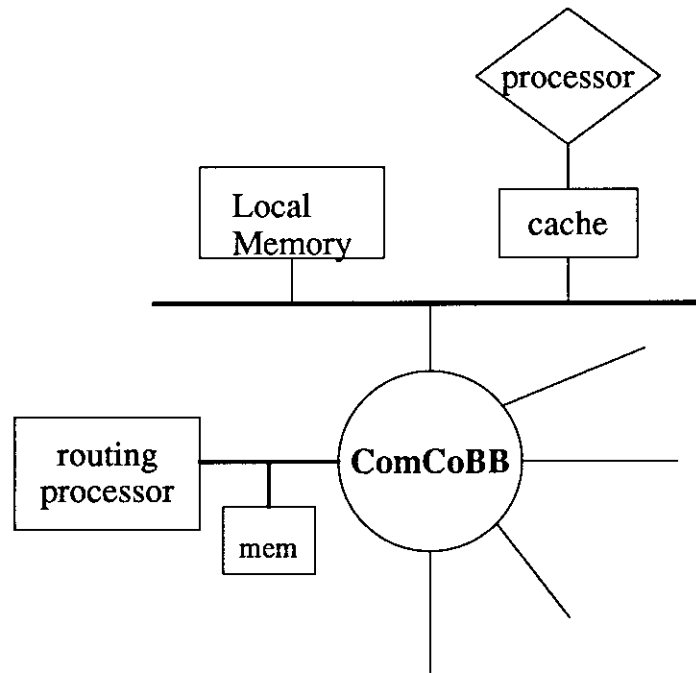 processor
Local
Memory
cache
routing
processor
ComCoBB
mem